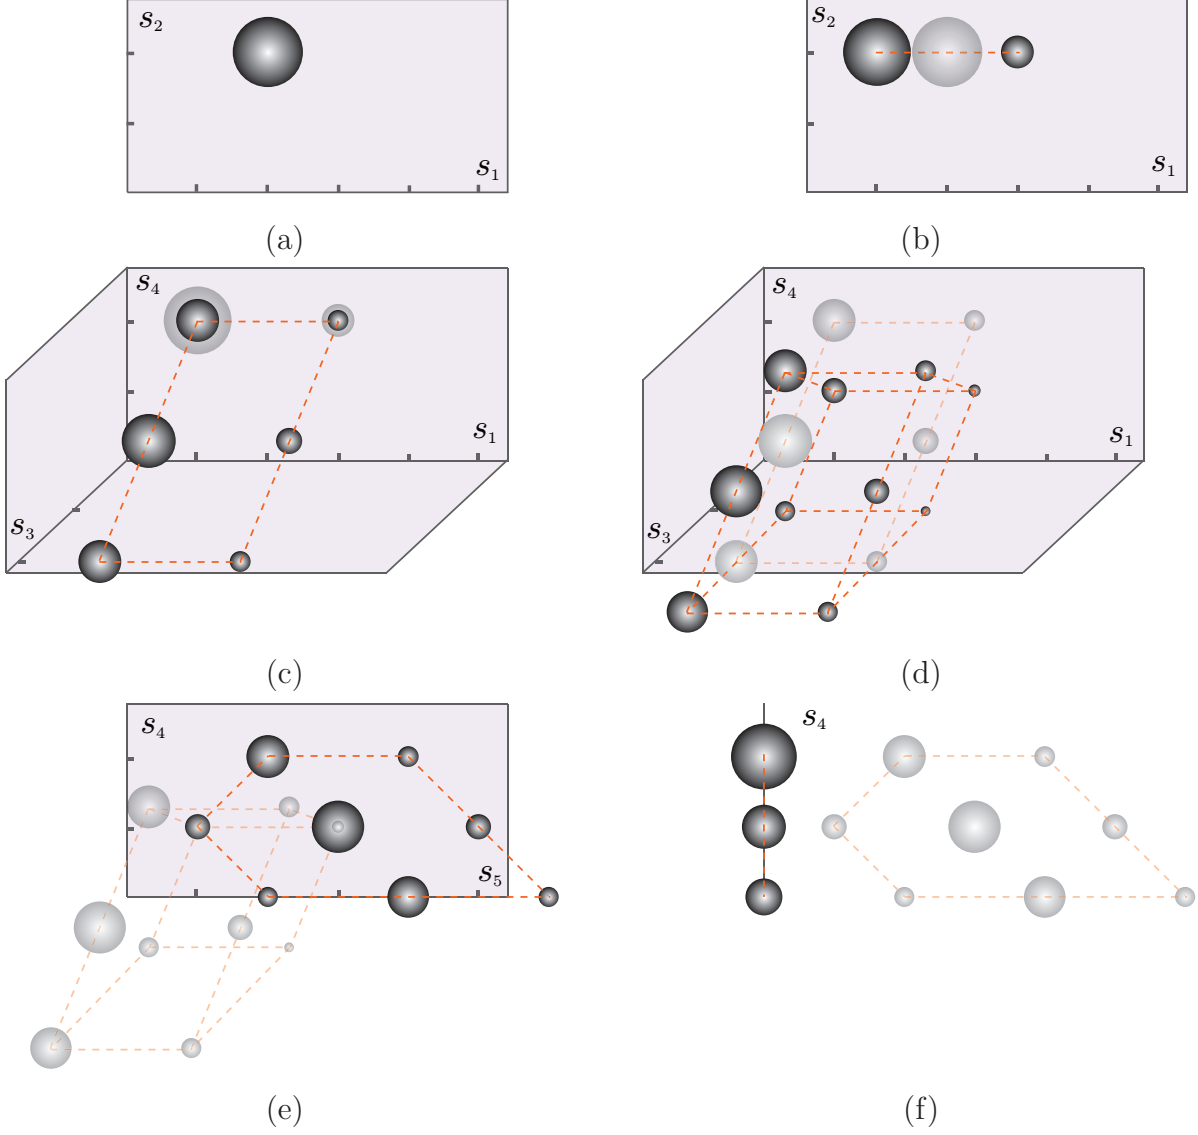 s₂ s₂
s₁ s₁
(a) (b)
s₄ s₄
s₁ s₁
s₃ s₃
(c) (d)
s₄ s₄
s₅
(e) (f)